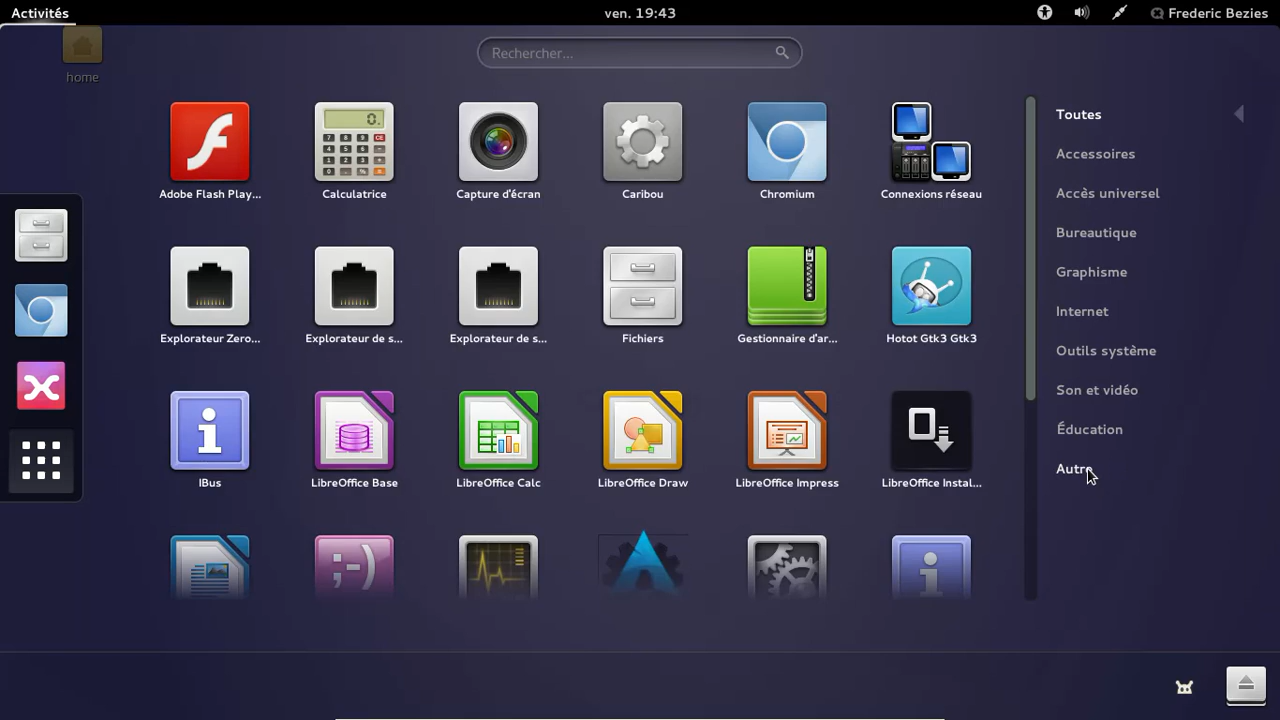 Activités
ven. 19:43
Frederic Bezies
home
Rechercher...
Adobe Flash Play...
Calculatrice
Capture d'écran
Caribou
Chromium
Connexions réseau
Explorateur Zero...
Explorateur de s...
Explorateur de s...
Fichiers
Gestionnaire d'ar...
Hotot Gtk3 Gtk3
IBus
LibreOffice Base
LibreOffice Calc
LibreOffice Draw
LibreOffice Impress
LibreOffice Instal...
Toutes
Accessoires
Accès universel
Bureautique
Graphisme
Internet
Outils système
Son et vidéo
Éducation
Autre